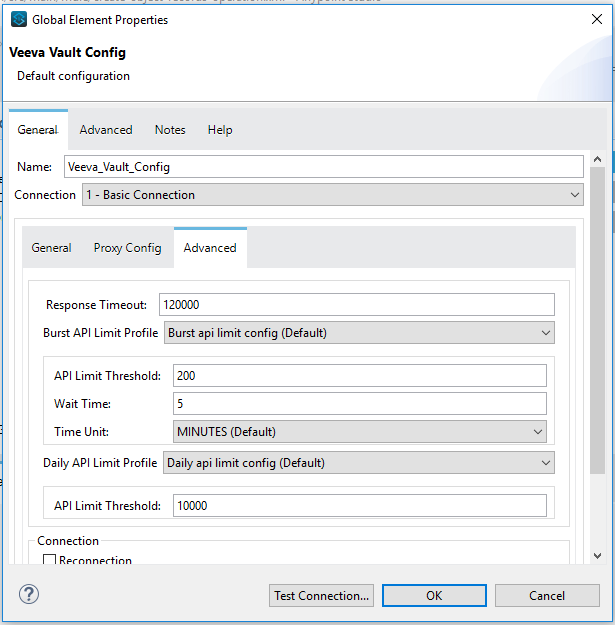 Global Element Properties
Veeva Vault Config
Default configuration
General Advanced Notes Help
Name: Veeva_Vault_Config
Connection 1 - Basic Connection
General Proxy Config Advanced
Response Timeout: 120000
Burst API Limit Profile Burst api limit config (Default)
API Limit Threshold: 200
Wait Time: 5
Time Unit: MINUTES (Default)
Daily API Limit Profile Daily api limit config (Default)
API Limit Threshold: 10000
Connection
Reconnection
? Test Connection... OK Cancel